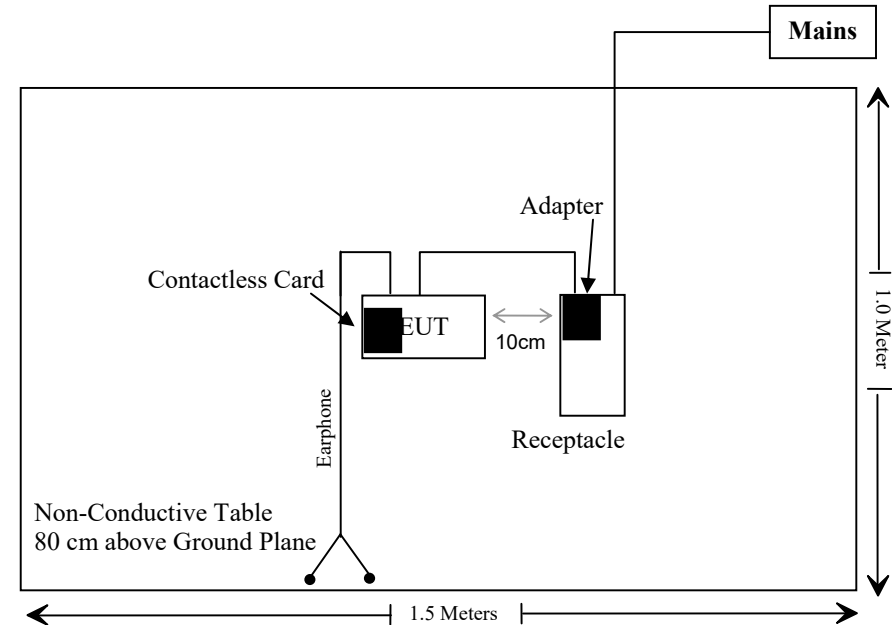 Mains
Adapter
Contactless Card
EUT
10cm
1.0 Meter
Earphone
Receptacle
Non-Conductive Table
80 cm above Ground Plane
1.5 Meters